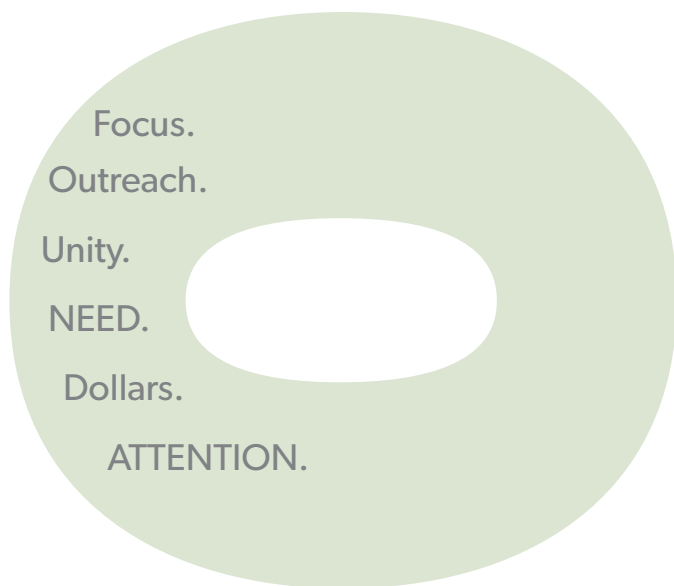 Focus.
Outreach.
Unity.
NEED.
Dollars.
ATTENTION.